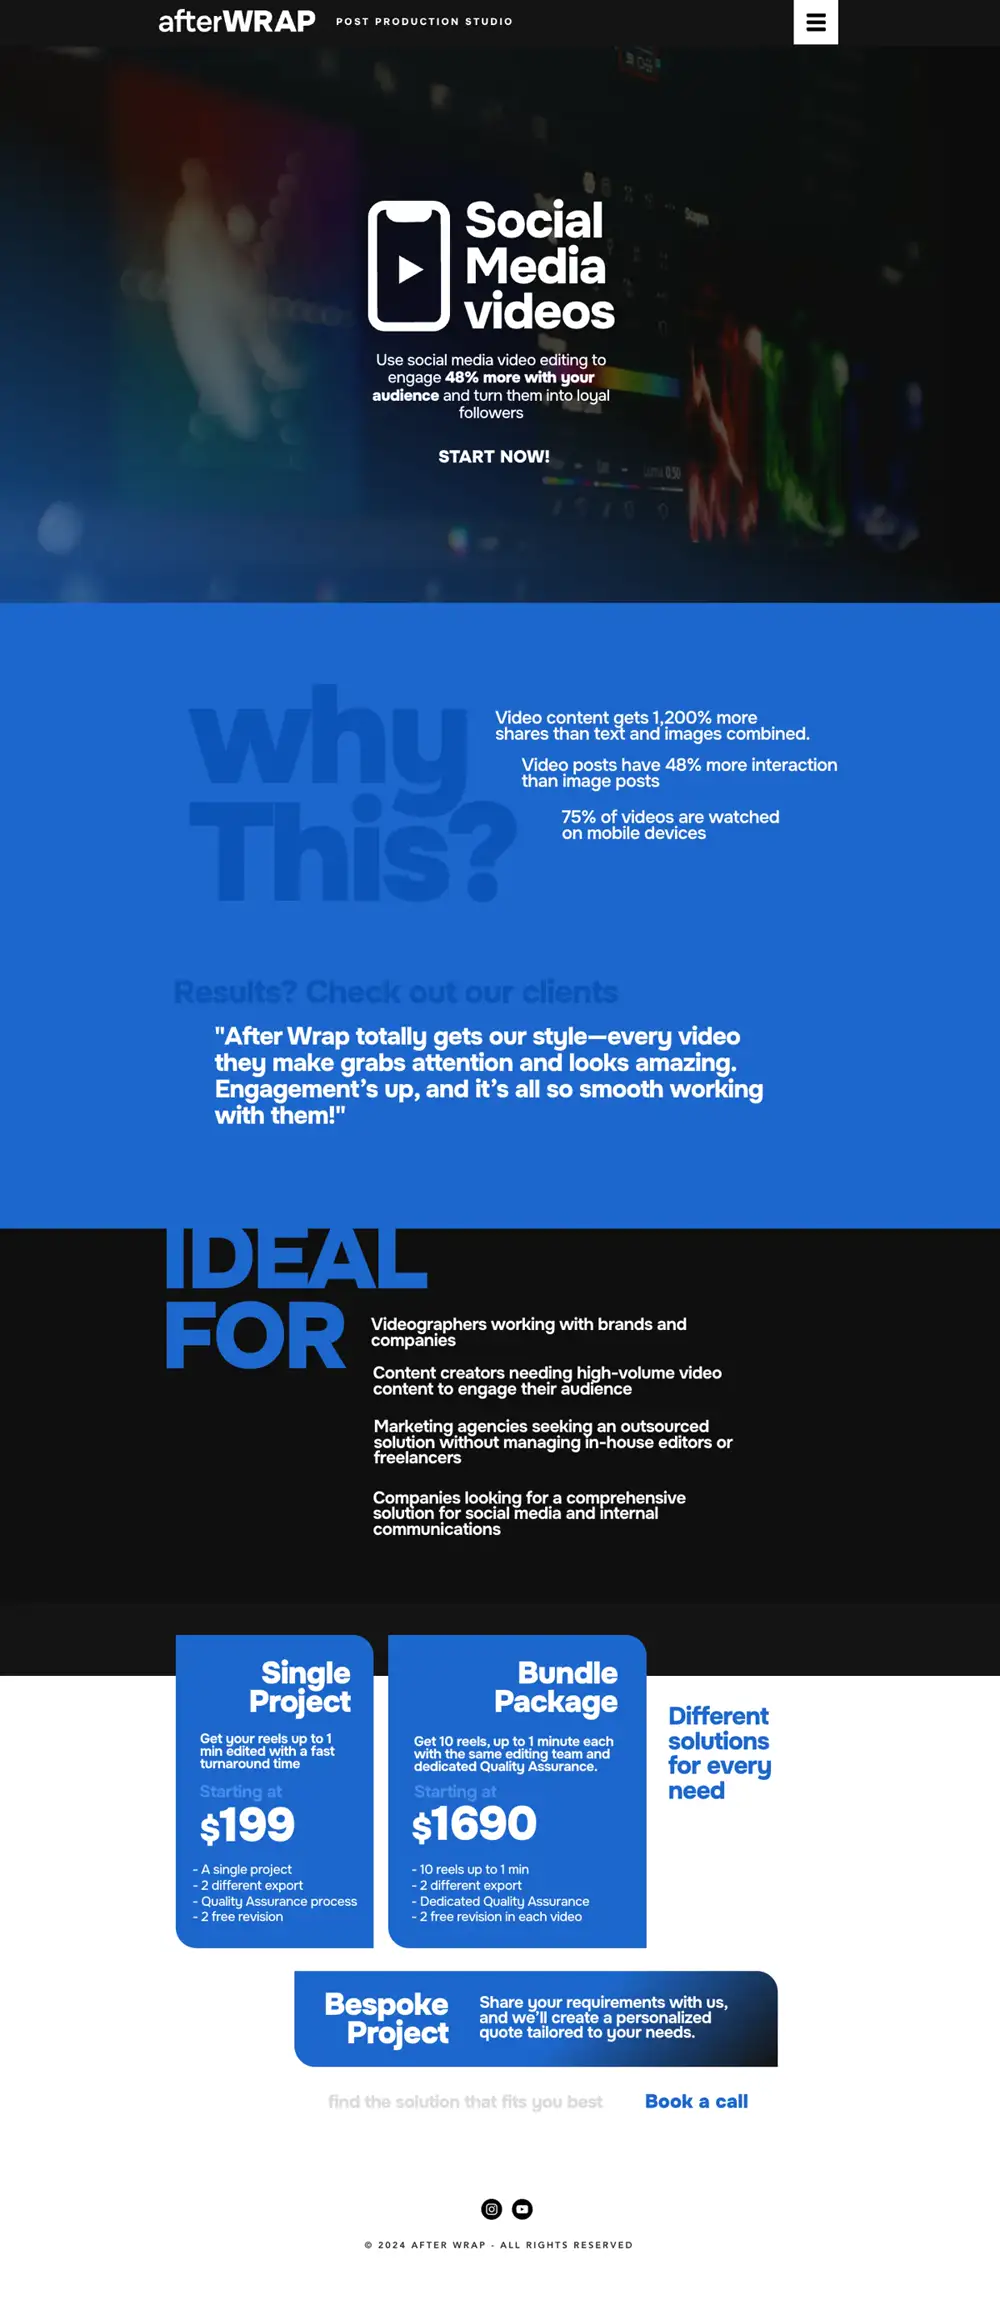 afterWRAP POST PRODUCTION STUDIO
Social
Media
videos
Use social media video editing to
engage 48% more with your
audience and turn them into loyal
followers
START NOW!
why
This?
Video content gets 1,200% more
shares than text and images combined.
Video posts have 48% more interaction
than image posts
75% of videos are watched
on mobile devices
Results? Check out our clients
"After Wrap totally gets our style—every video
they make grabs attention and looks amazing.
Engagement’s up, and it’s all so smooth working
with them!"
IDEAL
FOR
Videographers working with brands and
companies
Content creators needing high-volume video
content to engage their audience
Marketing agencies seeking an outsourced
solution without managing in-house editors or
freelancers
Companies looking for a comprehensive
solution for social media and internal
communications
Single
Project
Get your reels up to 1
min edited with a fast
turnaround time
Starting at
$199
- A single project
- 2 different export
- Quality Assurance process
- 2 free revision
Bundle
Package
Get 10 reels, up to 1 minute each
with the same editing team and
dedicated Quality Assurance.
Starting at
$1690
- 10 reels up to 1 min
- 2 different export
- Dedicated Quality Assurance
- 2 free revision in each video
Different
solutions
for every
need
Bespoke
Project
Share your requirements with us,
and we’ll create a personalized
quote tailored to your needs.
find the solution that fits you best
Book a call
© 2024 AFTER WRAP - ALL RIGHTS RESERVED